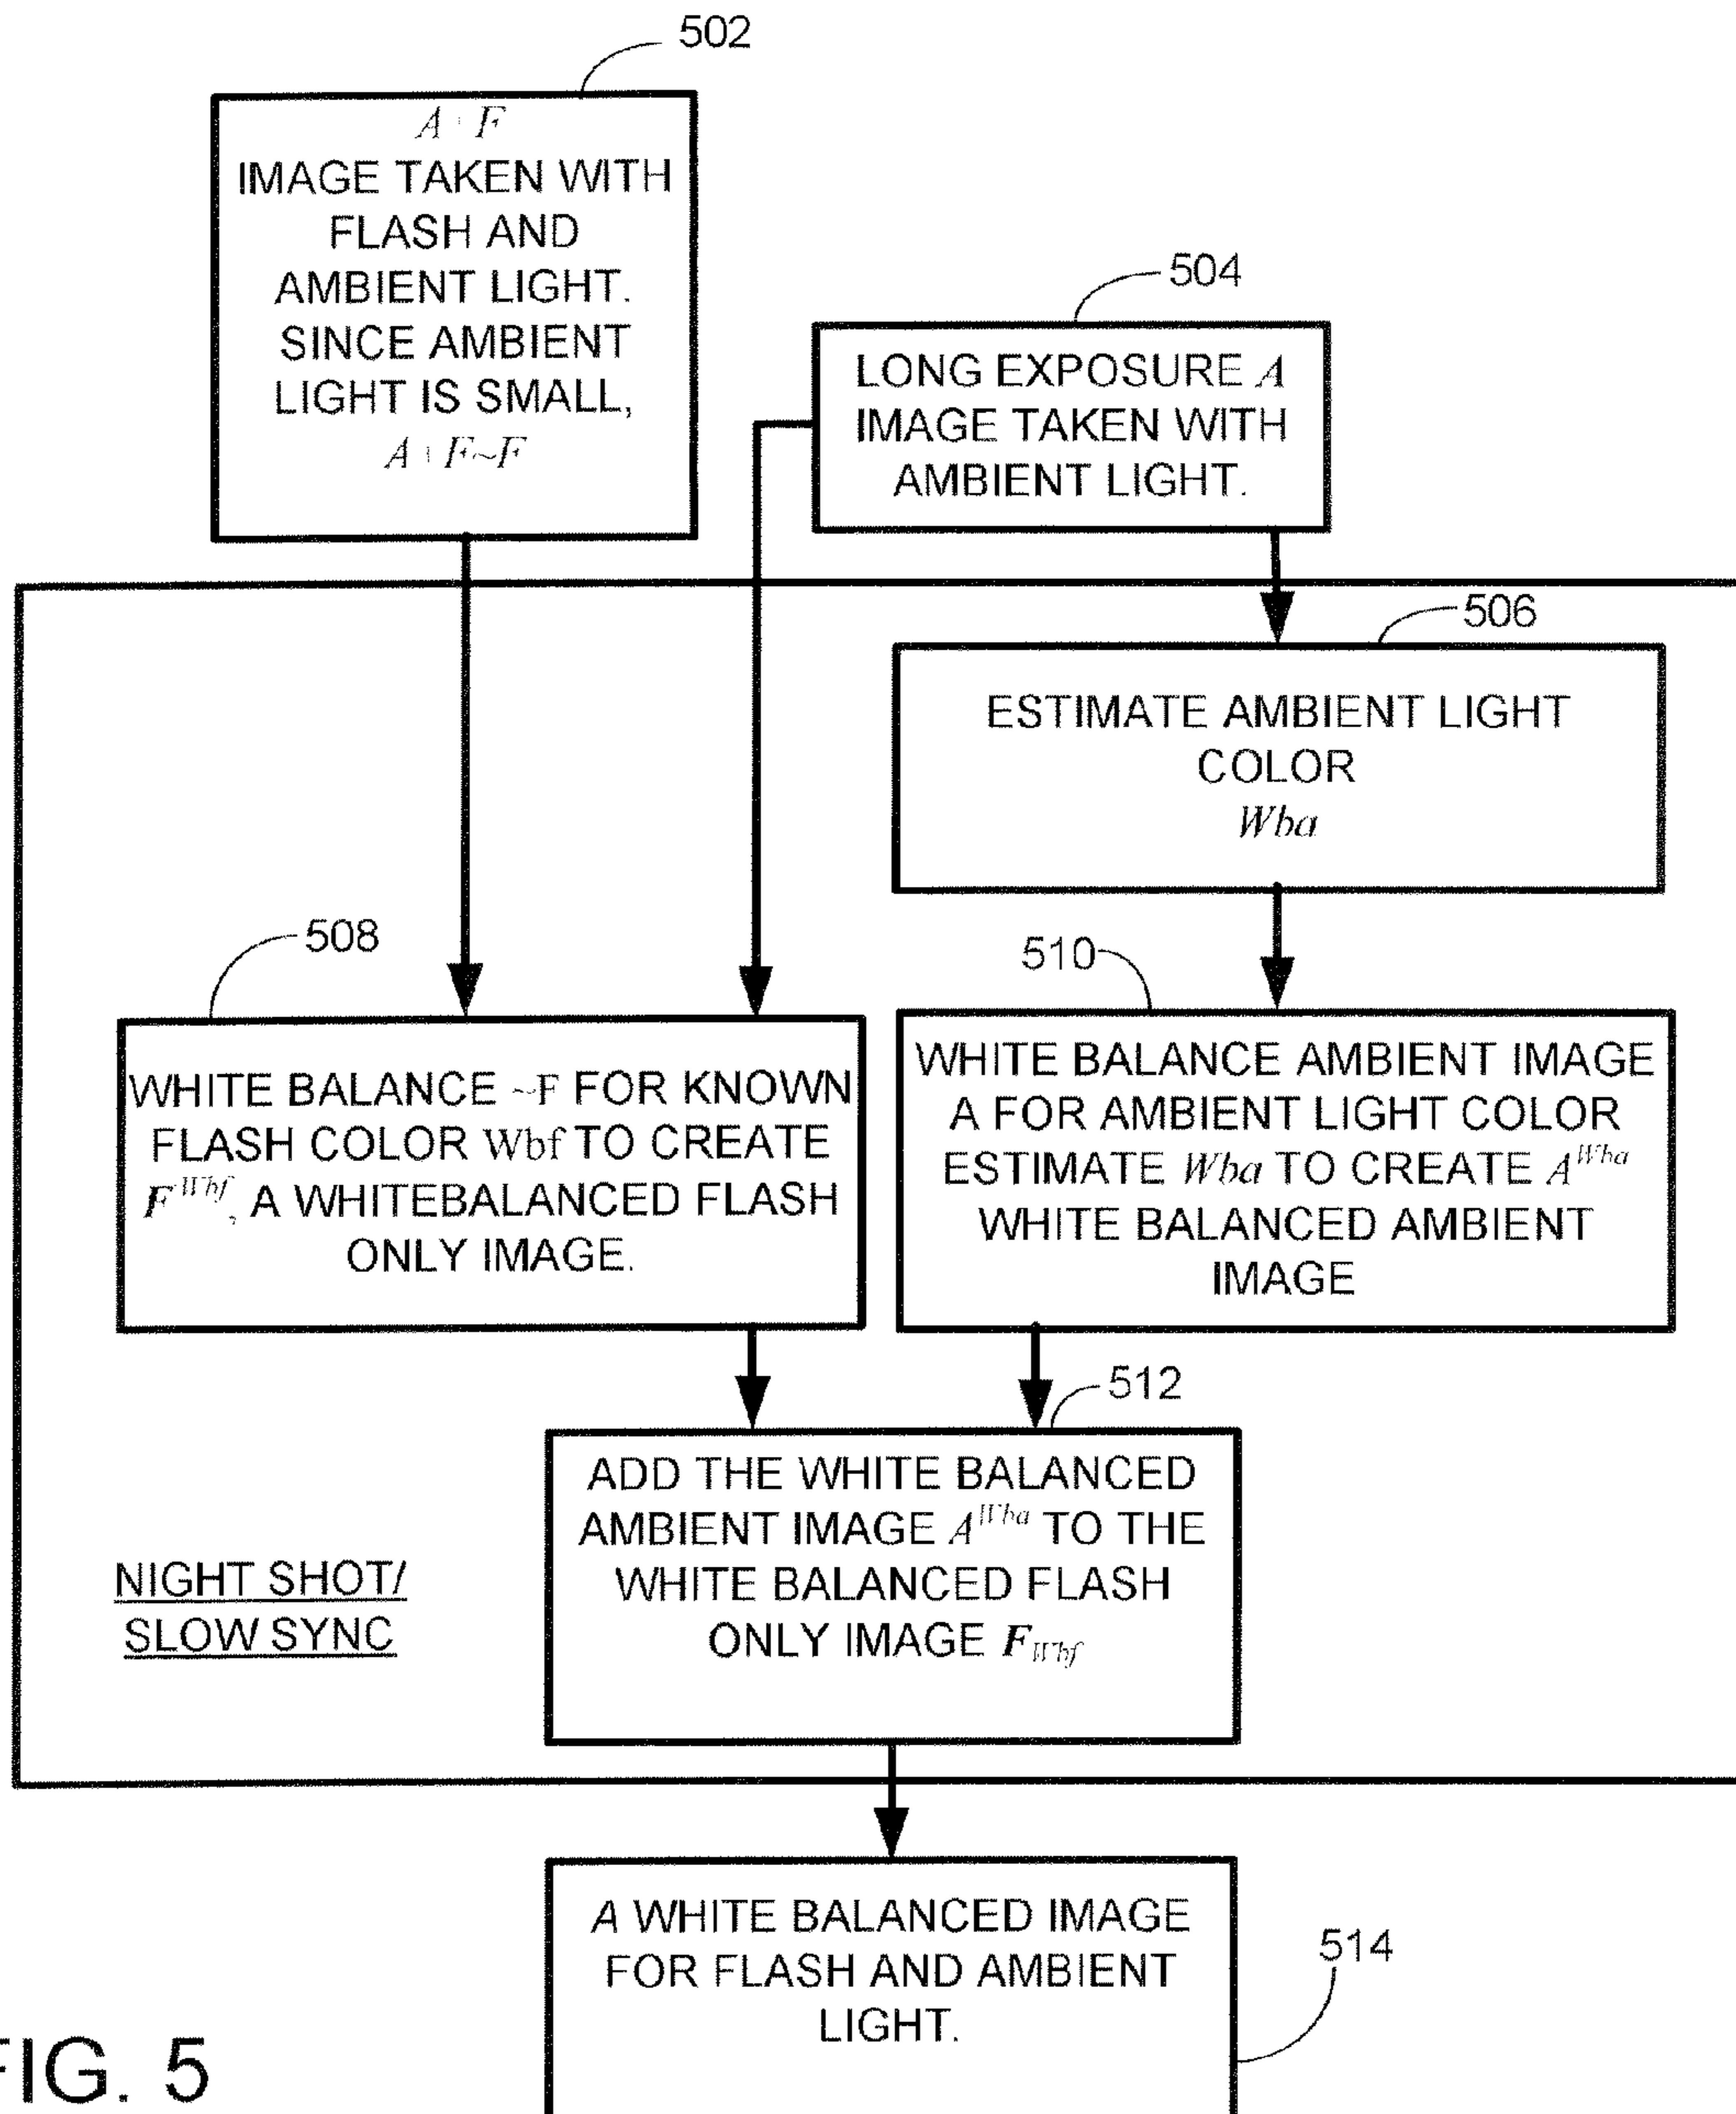 502
A + F
IMAGE TAKEN WITH
FLASH AND
AMBIENT LIGHT.
SINCE AMBIENT
LIGHT IS SMALL,
A + F~F
504
LONG EXPOSURE A
IMAGE TAKEN WITH
AMBIENT LIGHT.
506
ESTIMATE AMBIENT LIGHT
COLOR
Wba
508
WHITE BALANCE ~F FOR KNOWN
FLASH COLOR Wbf TO CREATE
F^Wbf, A WHITEBALANCED FLASH
ONLY IMAGE.
510
WHITE BALANCE AMBIENT IMAGE
A FOR AMBIENT LIGHT COLOR
ESTIMATE Wba TO CREATE A^Wba
WHITE BALANCED AMBIENT
IMAGE
512
ADD THE WHITE BALANCED
AMBIENT IMAGE A^Wba TO THE
WHITE BALANCED FLASH
ONLY IMAGE F_Wbf
NIGHT SHOT/
SLOW SYNC
A WHITE BALANCED IMAGE
FOR FLASH AND AMBIENT
LIGHT.
514
FIG. 5